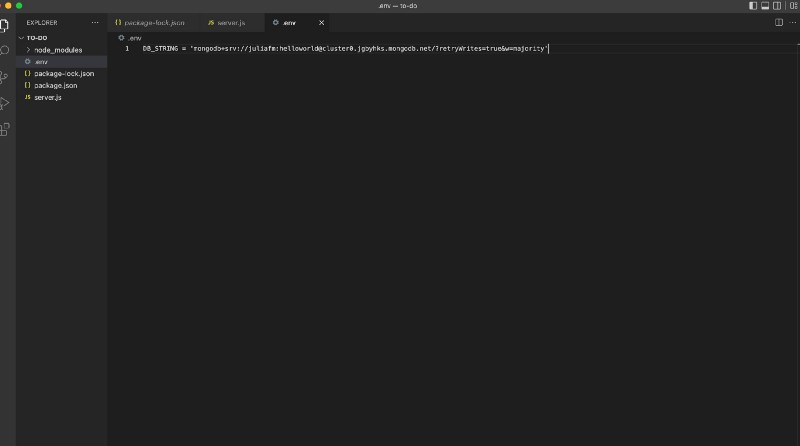 .env — to-do
EXPLORER
TO-DO
node_modules
.env
package-lock.json
package.json
server.js
package-lock.json
server.js
.env
.env
1 DB_STRING = 'mongodb+srv://juliafm:helloworld@cluster0.jgbyhks.mongodb.net/?retryWrites=true&w=majority'